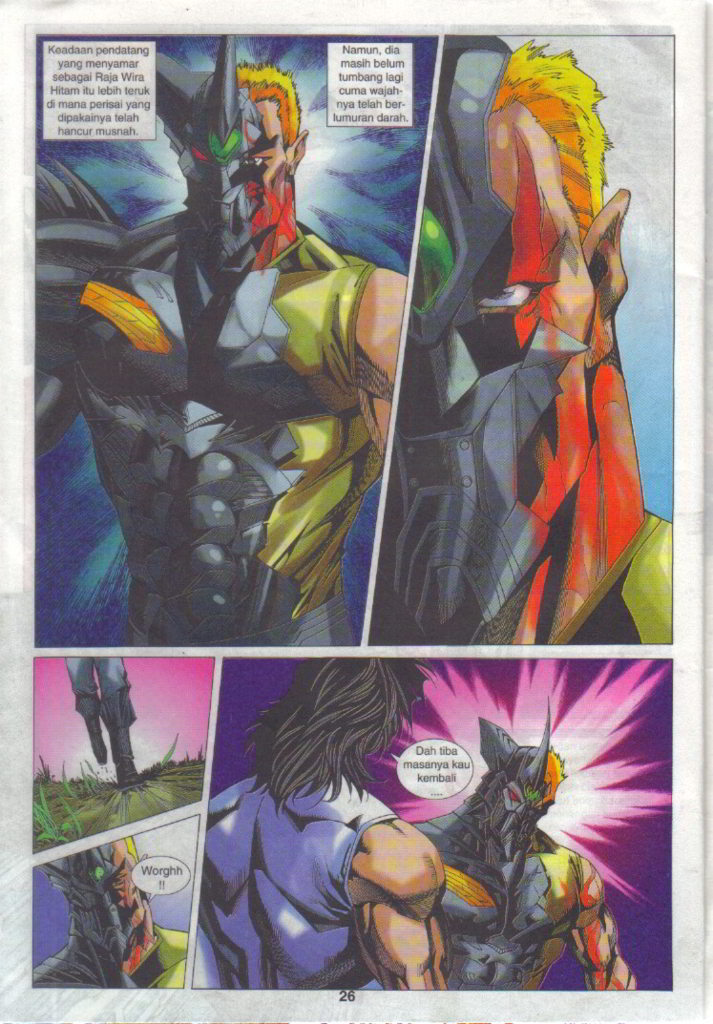 Keadaan pendatang
yang menyamar
sebagai Raja Wira
Hitam itu lebih teruk
di mana perisai yang
dipakainya telah
hancur musnah.
Namun, dia
masih belum
tumbang lagi
cuma wajah-
nya telah ber-
lumuran darah.
Dah tiba
masanya kau
kembali
....
Worghh
!!
26